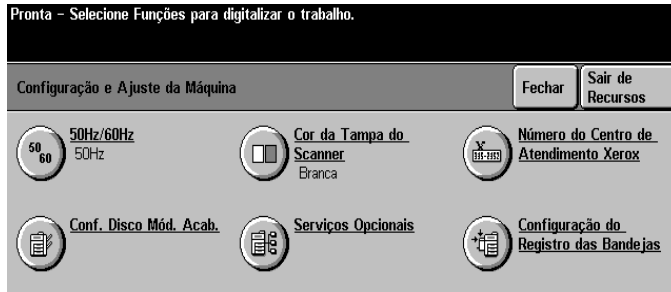 Pronta - Selecione Funções para digitalizar o trabalho.
Configuração e Ajuste da Máquina
Fechar
Sair de
Recursos
50
60
50Hz/60Hz
50Hz
Cor da Tampa do
Scanner
Branca
X
Número do Centro de
Atendimento Xerox
Conf. Disco Mód. Acab.
Serviços Opcionais
Configuração do
Registro das Bandejas